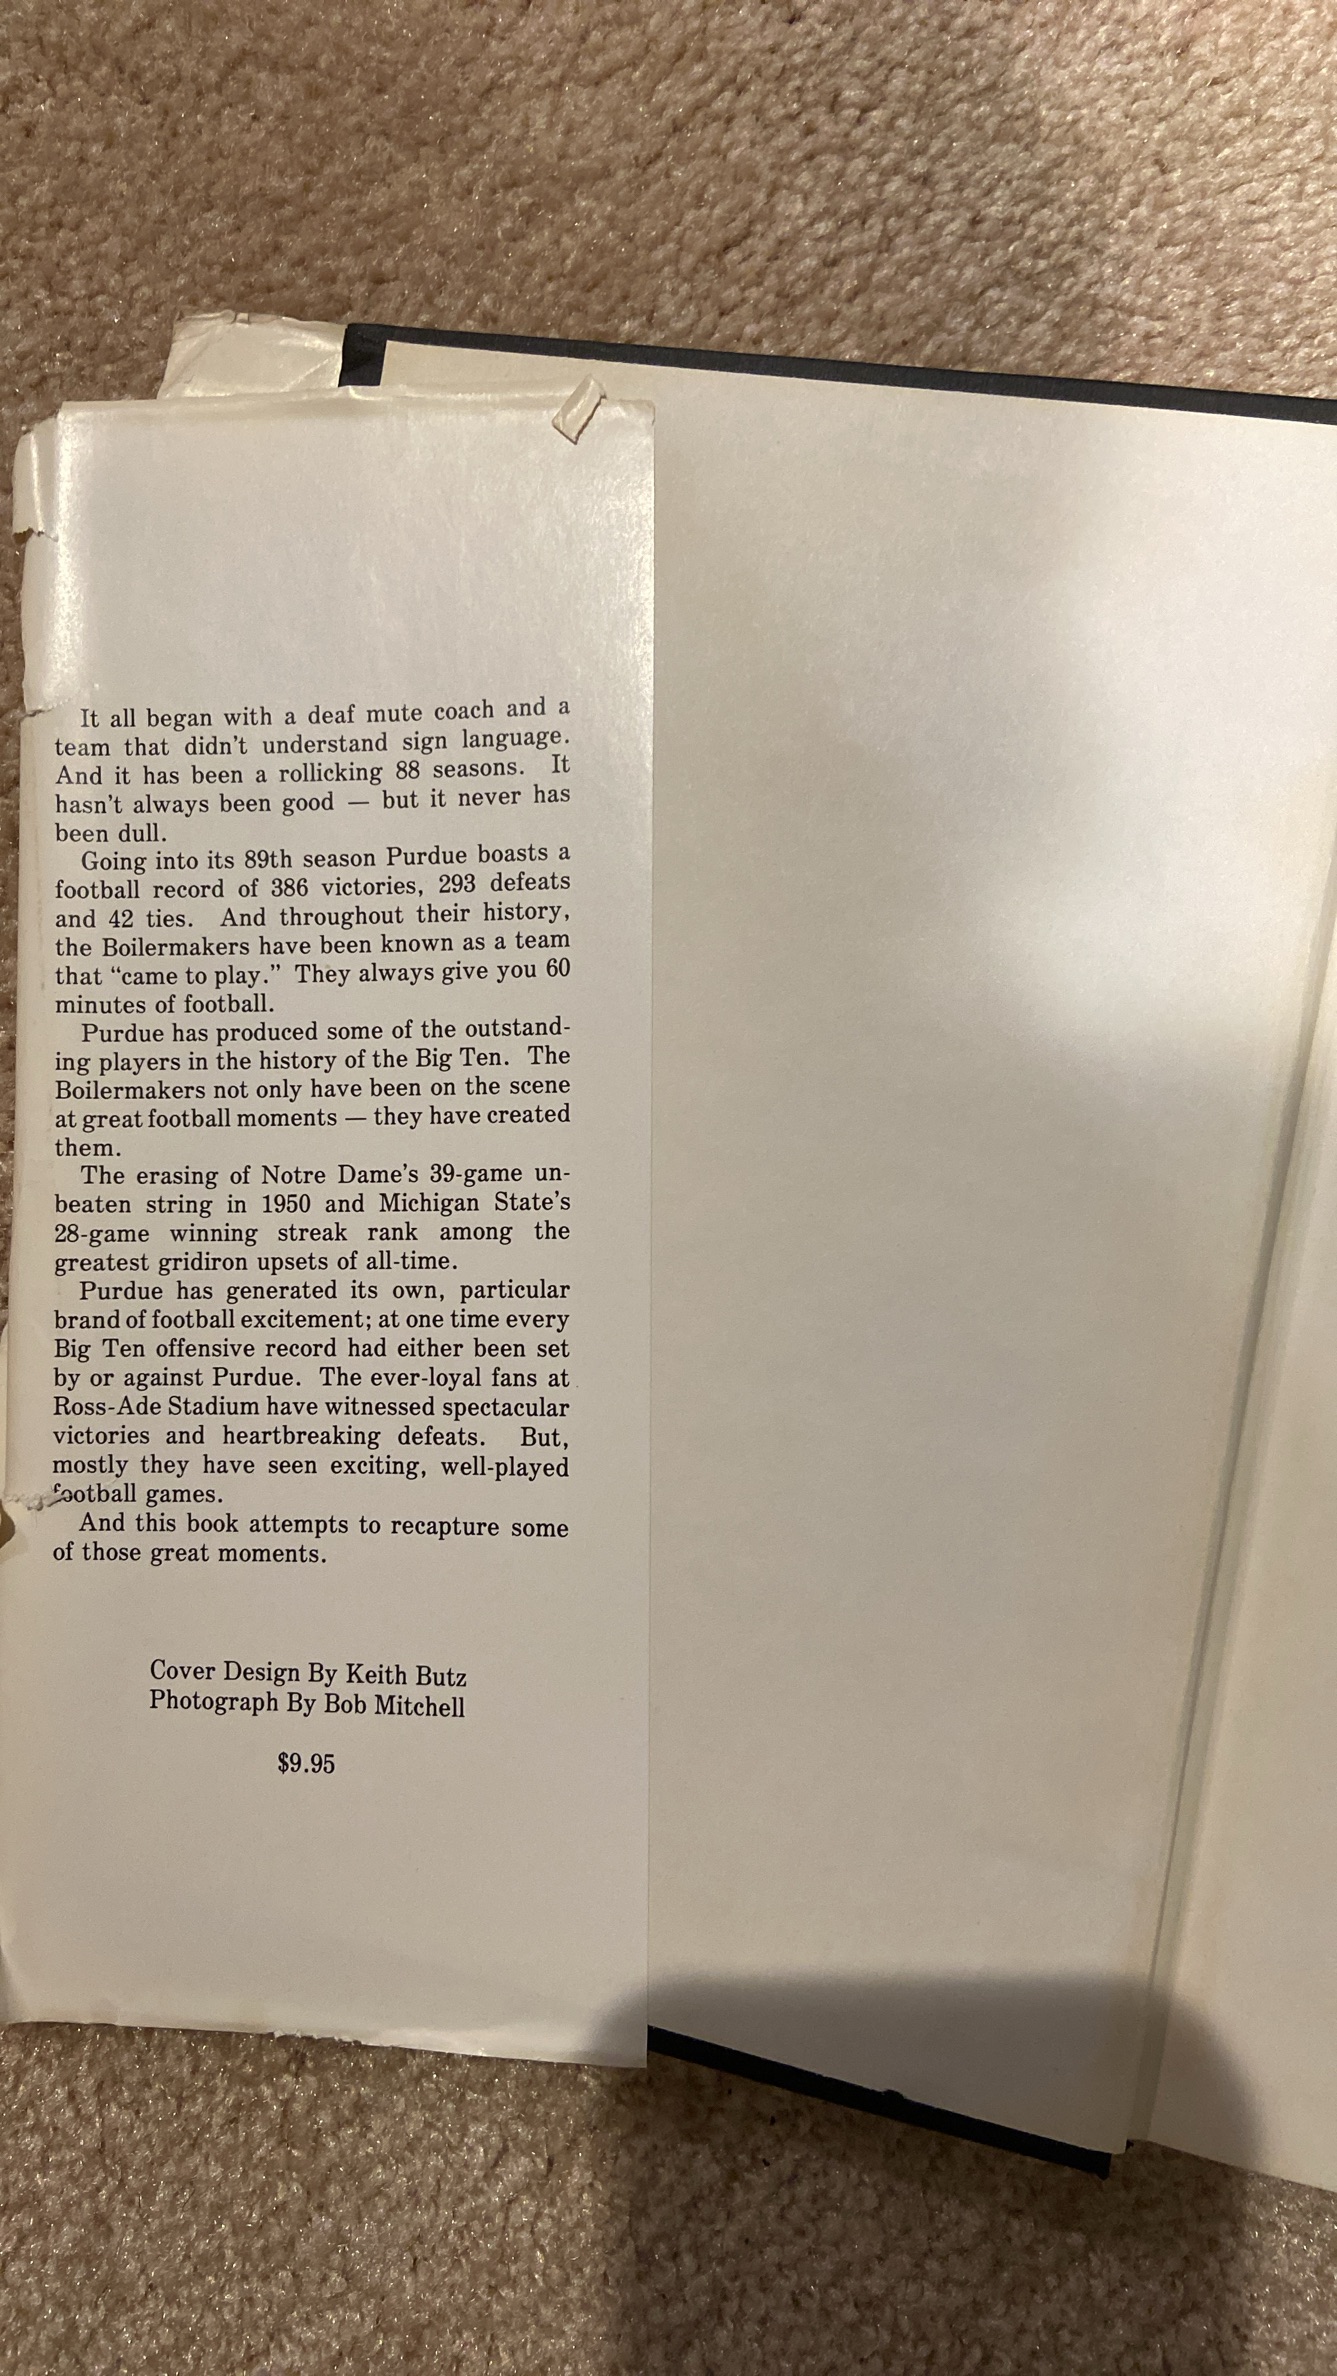 It all began with a deaf mute coach and a
team that didn't understand sign language.
And it has been a rollicking 88 seasons. It
hasn't always been good — but it never has
been dull.
Going into its 89th season Purdue boasts a
football record of 386 victories, 293 defeats
and 42 ties. And throughout their history,
the Boilermakers have been known as a team
that “came to play.” They always give you 60
minutes of football.
Purdue has produced some of the outstand-
ing players in the history of the Big Ten. The
Boilermakers not only have been on the scene
at great football moments — they have created
them.
The erasing of Notre Dame's 39-game un-
beaten string in 1950 and Michigan State's
28-game winning streak rank among the
greatest gridiron upsets of all-time.
Purdue has generated its own, particular
brand of football excitement; at one time every
Big Ten offensive record had either been set
by or against Purdue. The ever-loyal fans at
Ross-Ade Stadium have witnessed spectacular
victories and heartbreaking defeats. But,
mostly they have seen exciting, well-played
football games.
And this book attempts to recapture some
of those great moments.
Cover Design By Keith Butz
Photograph By Bob Mitchell
$9.95